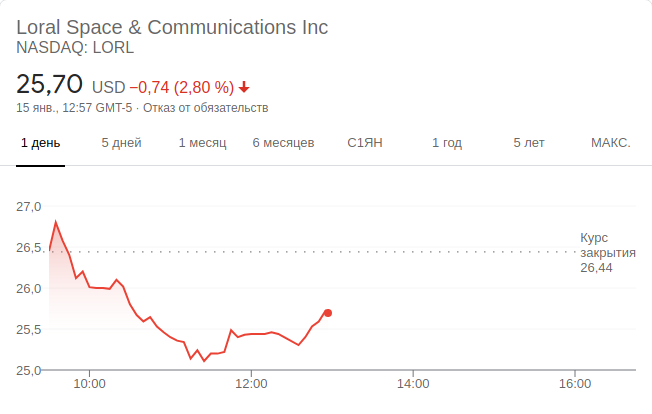 Loral Space & Communications Inc
NASDAQ: LORL
25,70 USD −0,74 (2,80 %)
15 янв., 12:57 GMT-5 · Отказ от обязательств
1 день 5 дней 1 месяц 6 месяцев С1ЯН 1 год 5 лет МАКС.
27,0
26,5
26,0
25,5
25,0
Курс
закрытия
26,44
10:00 12:00 14:00 16:00